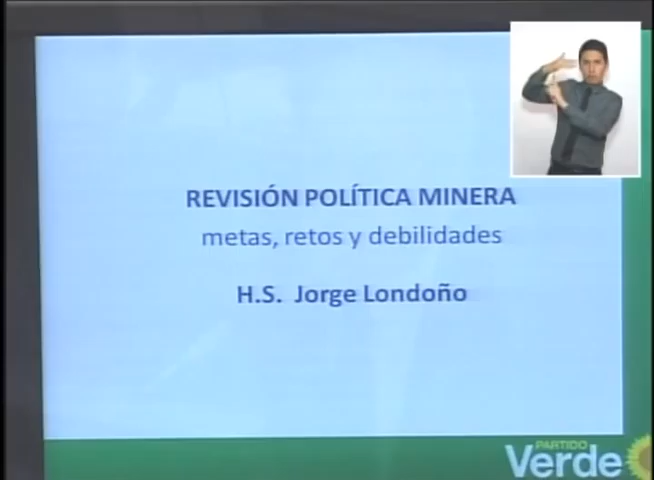 REVISIÓN POLÍTICA MINERA
metas, retos y debilidades
H.S. Jorge Londoño
PARTIDO
Verde